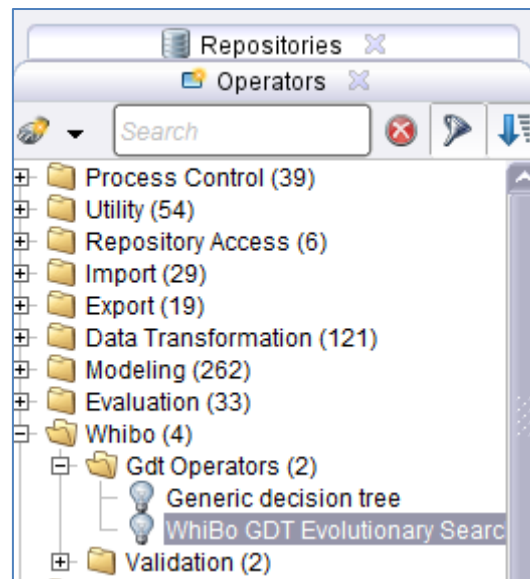 Repositories
Operators
Search
Process Control (39)
Utility (54)
Repository Access (6)
Import (29)
Export (19)
Data Transformation (121)
Modeling (262)
Evaluation (33)
Whibo (4)
Gdt Operators (2)
Generic decision tree
WhiBo GDT Evolutionary Searc
Validation (2)